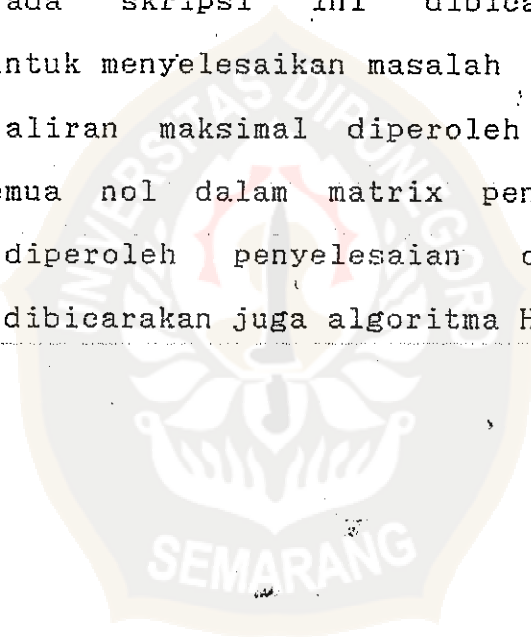 ada skripsi ini dibica
ntuk menyelesaikan masalah
aliran maksimal diperoleh
emua nol dalam matrix pen
diperoleh penyelesaian o
dibicarakan juga algoritma H
UNIVERSITAS DIPONEGORO
SEMARANG